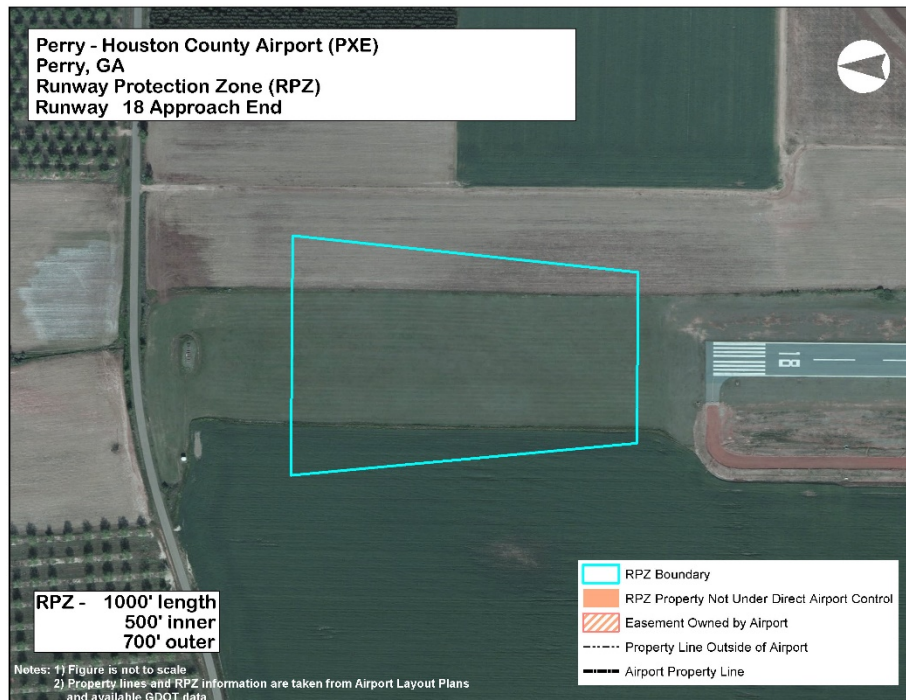 Perry - Houston County Airport (PXE)
Perry, GA
Runway Protection Zone (RPZ)
Runway 18 Approach End
18
RPZ - 1000' length
500' inner
700' outer
RPZ Boundary
RPZ Property Not Under Direct Airport Control
Easement Owned by Airport
Property Line Outside of Airport
Airport Property Line
Notes: 1) Figure is not to scale
2) Property lines and RPZ information are taken from Airport Layout Plans
and available GDOT data